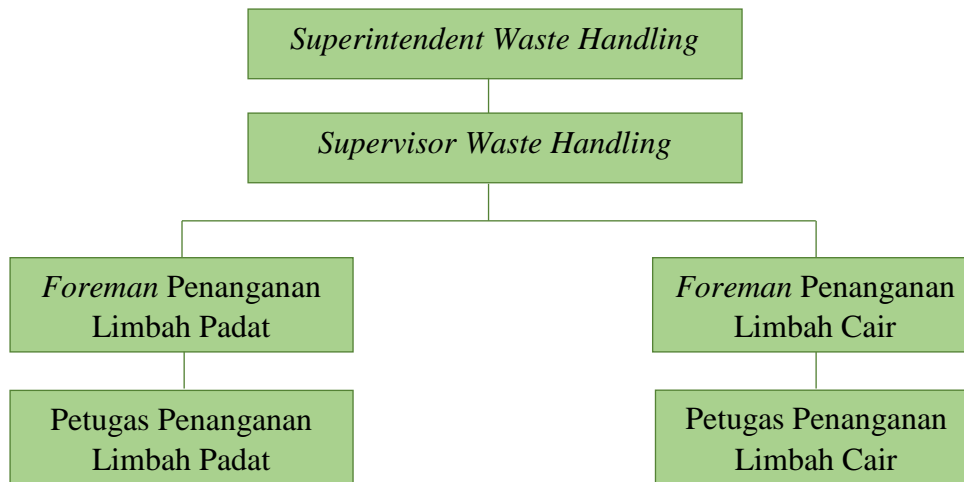 Superintendent Waste Handling
Supervisor Waste Handling
Foreman Penanganan
Limbah Padat
Foreman Penanganan
Limbah Cair
Petugas Penanganan
Limbah Padat
Petugas Penanganan
Limbah Cair